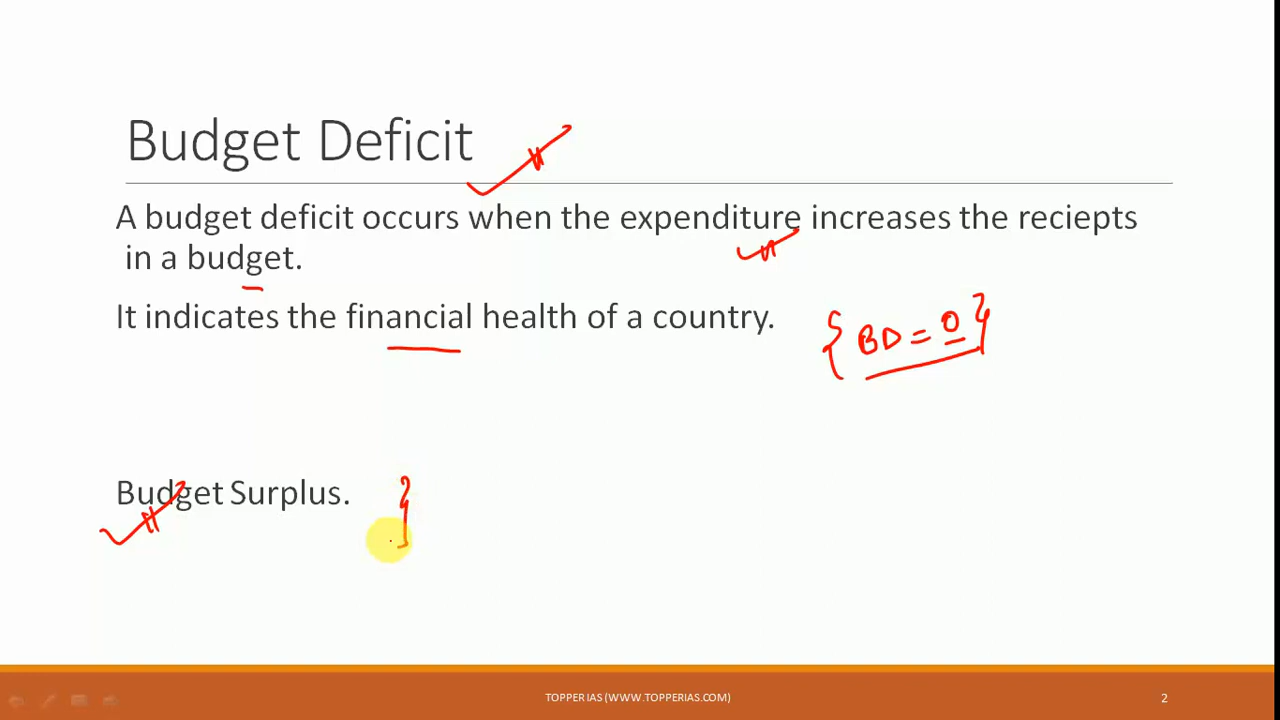 Budget Deficit
A budget deficit occurs when the expenditure increases the reciepts
in a budget.
It indicates the financial health of a country.
{ BD = 0 }
Budget Surplus. }
TOPPER IAS (WWW.TOPPERIAS.COM)
2